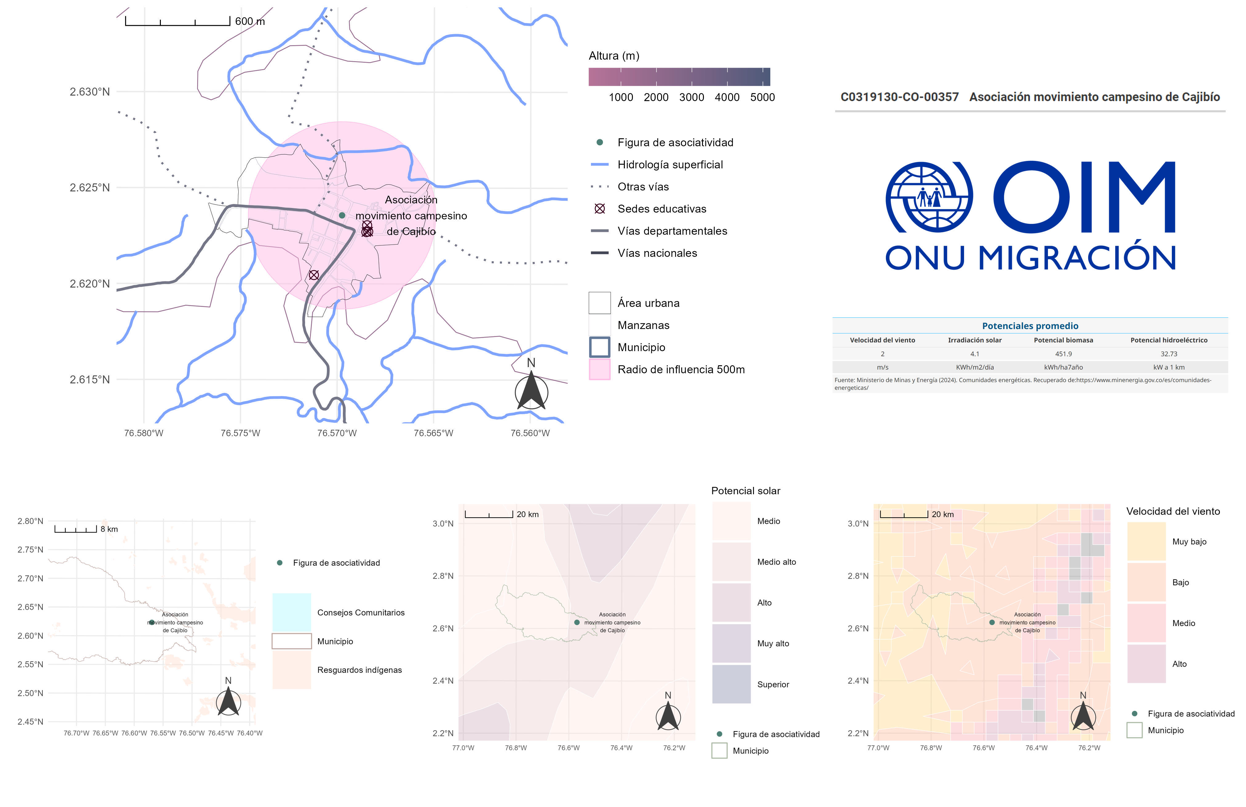 600 m
2.630°N
2.625°N
2.620°N
2.615°N
76.580°W
76.575°W
76.570°W
76.565°W
76.560°W
Asociación
movimiento campesino
de Cajibío
N
Altura (m)
1000 2000 3000 4000 5000
Figura de asociatividad
Hidrología superficial
Otras vías
Sedes educativas
Vías departamentales
Vías nacionales
Área urbana
Manzanas
Municipio
Radio de influencia 500m
C0319130-CO-00357 Asociación movimiento campesino de Cajibío
OIM
ONU MIGRACIÓN
Potenciales promedio
Velocidad del viento Irradiación solar Potencial biomasa Potencial hidroeléctrico
2 4.1 451.9 32.73
m/s KWh/m2/día kWh/ha7año kW a 1 km
Fuente: Ministerio de Minas y Energía (2024). Comunidades energéticas. Recuperado de:https://www.minenergia.gov.co/es/comunidades-
energeticas/
8 km
2.80°N
2.75°N
2.70°N
2.65°N
2.60°N
2.55°N
2.50°N
2.45°N
76.70°W 76.65°W 76.60°W 76.55°W 76.50°W 76.45°W 76.40°W
Asociación
movimiento campesino
de Cajibío
N
Figura de asociatividad
Consejos Comunitarios
Municipio
Resguardos indígenas
20 km
3.0°N
2.8°N
2.6°N
2.4°N
2.2°N
77.0°W 76.8°W 76.6°W 76.4°W 76.2°W
Asociación
movimiento campesino
de Cajibío
N
Potencial solar
Medio
Medio alto
Alto
Muy alto
Superior
Figura de asociatividad
Municipio
20 km
3.0°N
2.8°N
2.6°N
2.4°N
2.2°N
77.0°W 76.8°W 76.6°W 76.4°W 76.2°W
Asociación
movimiento campesino
de Cajibío
N
Velocidad del viento
Muy bajo
Bajo
Medio
Alto
Figura de asociatividad
Municipio